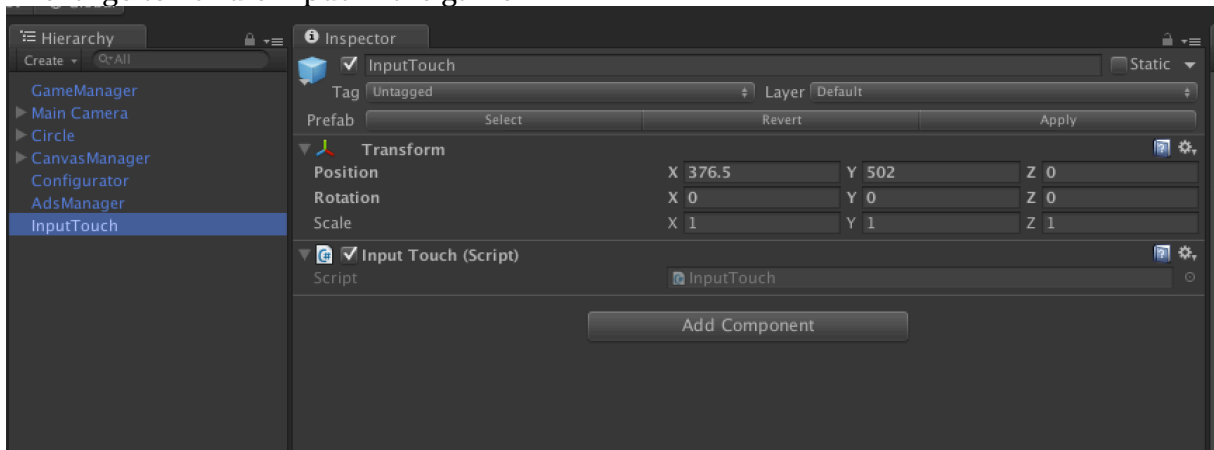 Hierarchy
Create
All
GameManager
Main Camera
Circle
CanvasManager
Configurator
AdsManager
InputTouch
Inspector
InputTouch
Static
Tag Untagged Layer Default
Prefab Select Revert Apply
Transform
Position X 376.5 Y 502 Z 0
Rotation X 0 Y 0 Z 0
Scale X 1 Y 1 Z 1
Input Touch (Script)
Script InputTouch
Add Component